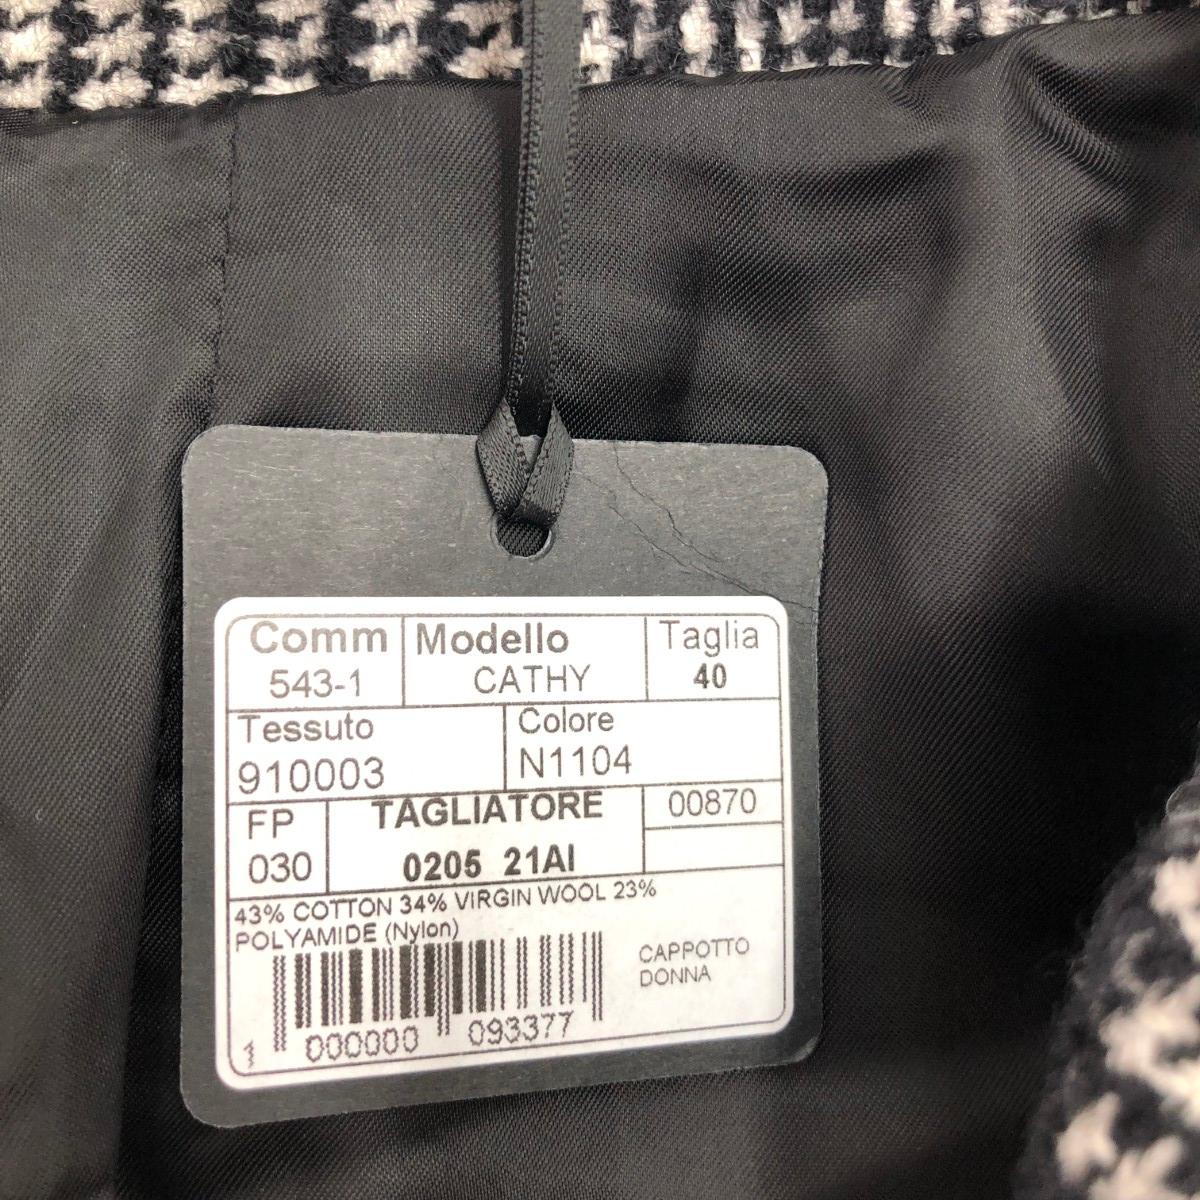 Comm Modello Taglia
543-1 CATHY 40
Tessuto Colore
910003 N1104
FP TAGLIATORE 00870
030 0205 21AI
43% COTTON 34% VIRGIN WOOL 23%
POLYAMIDE (Nylon)
CAPPOTTO
DONNA
1 000000 093377